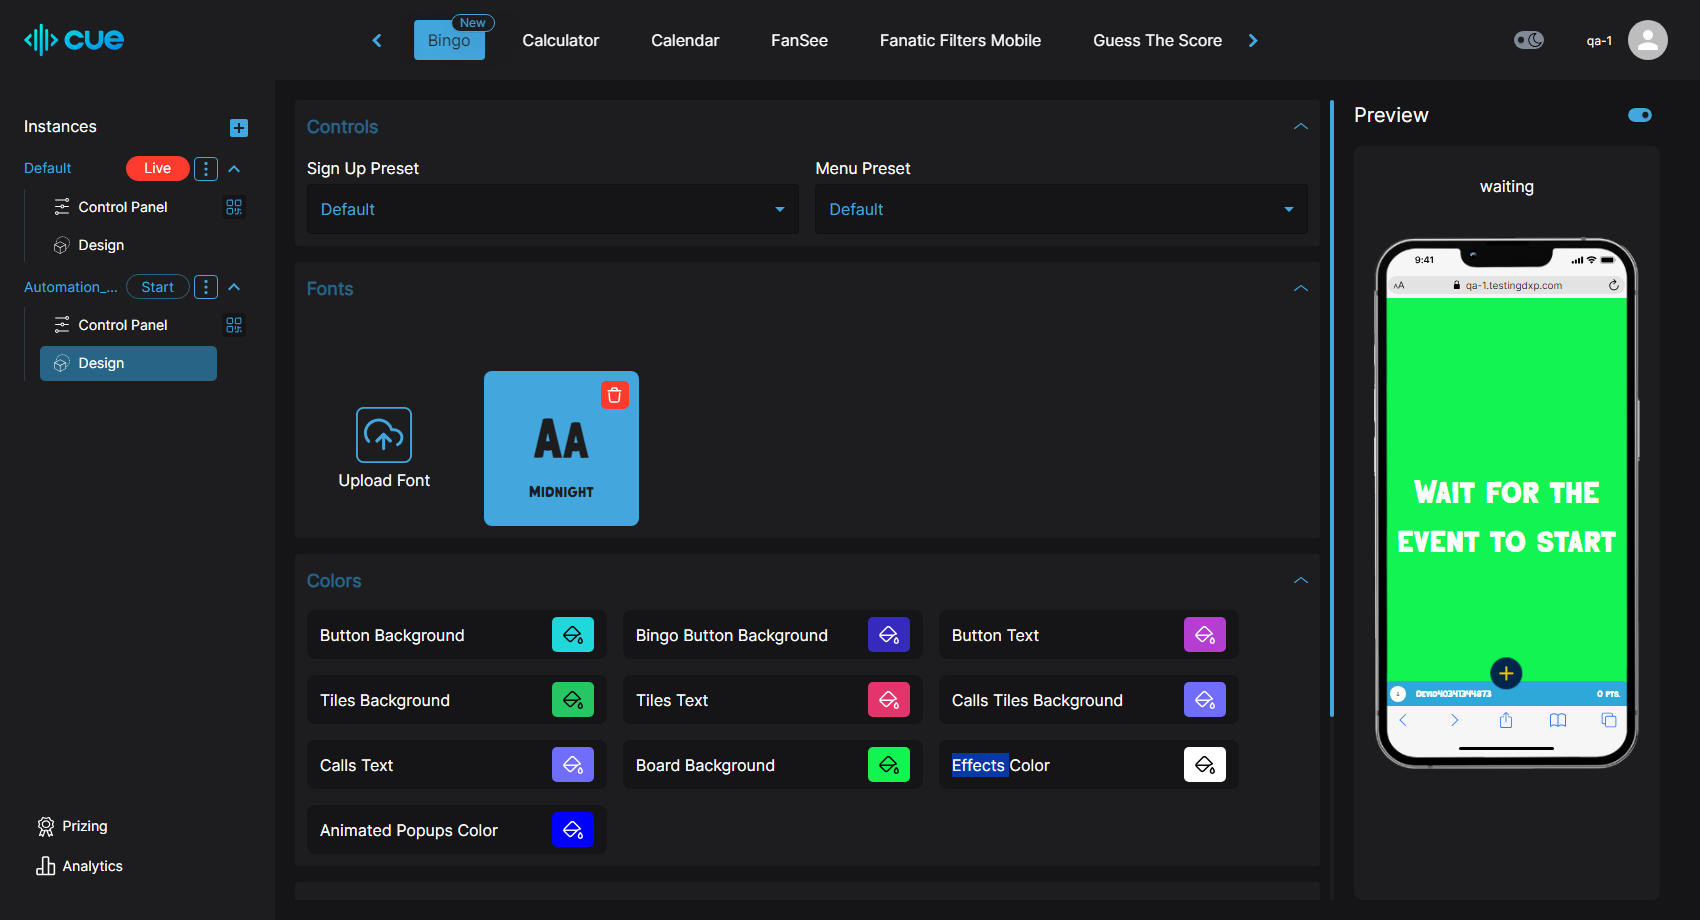 cue
New
Bingo
Calculator
Calendar
FanSee
Fanatic Filters Mobile
Guess The Score
qa-1
Instances
Default
Live
Control Panel
Design
Automation_...
Start
Control Panel
Design
Prizing
Analytics
Controls
Sign Up Preset
Menu Preset
Default
Default
Fonts
Upload Font
Aa
Midnight
Colors
Button Background
Bingo Button Background
Button Text
Tiles Background
Tiles Text
Calls Tiles Background
Calls Text
Board Background
Effects Color
Animated Popups Color
Preview
waiting
9:41
AA
qa-1.testingdxp.com
Wait for the
event to start
0 pts.